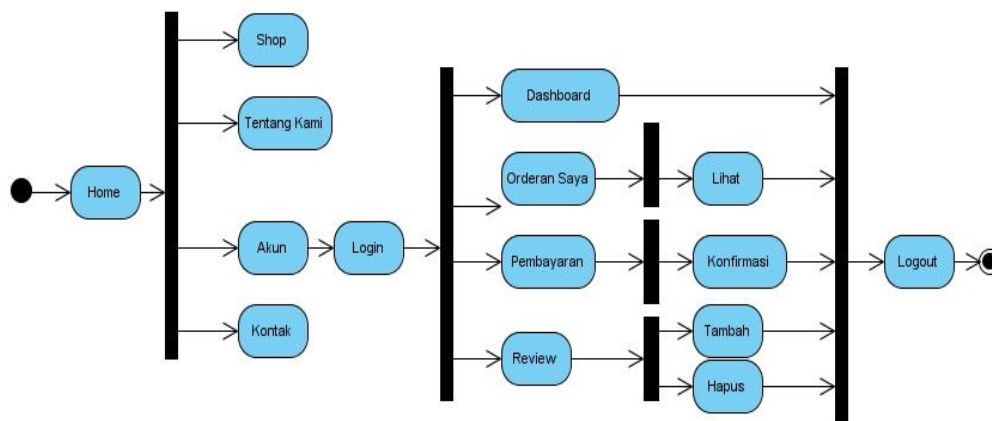 Home
Shop
Tentang Kami
Akun
Login
Kontak
Dashboard
Orderan Saya
Lihat
Pembayaran
Konfirmasi
Review
Tambah
Hapus
Logout